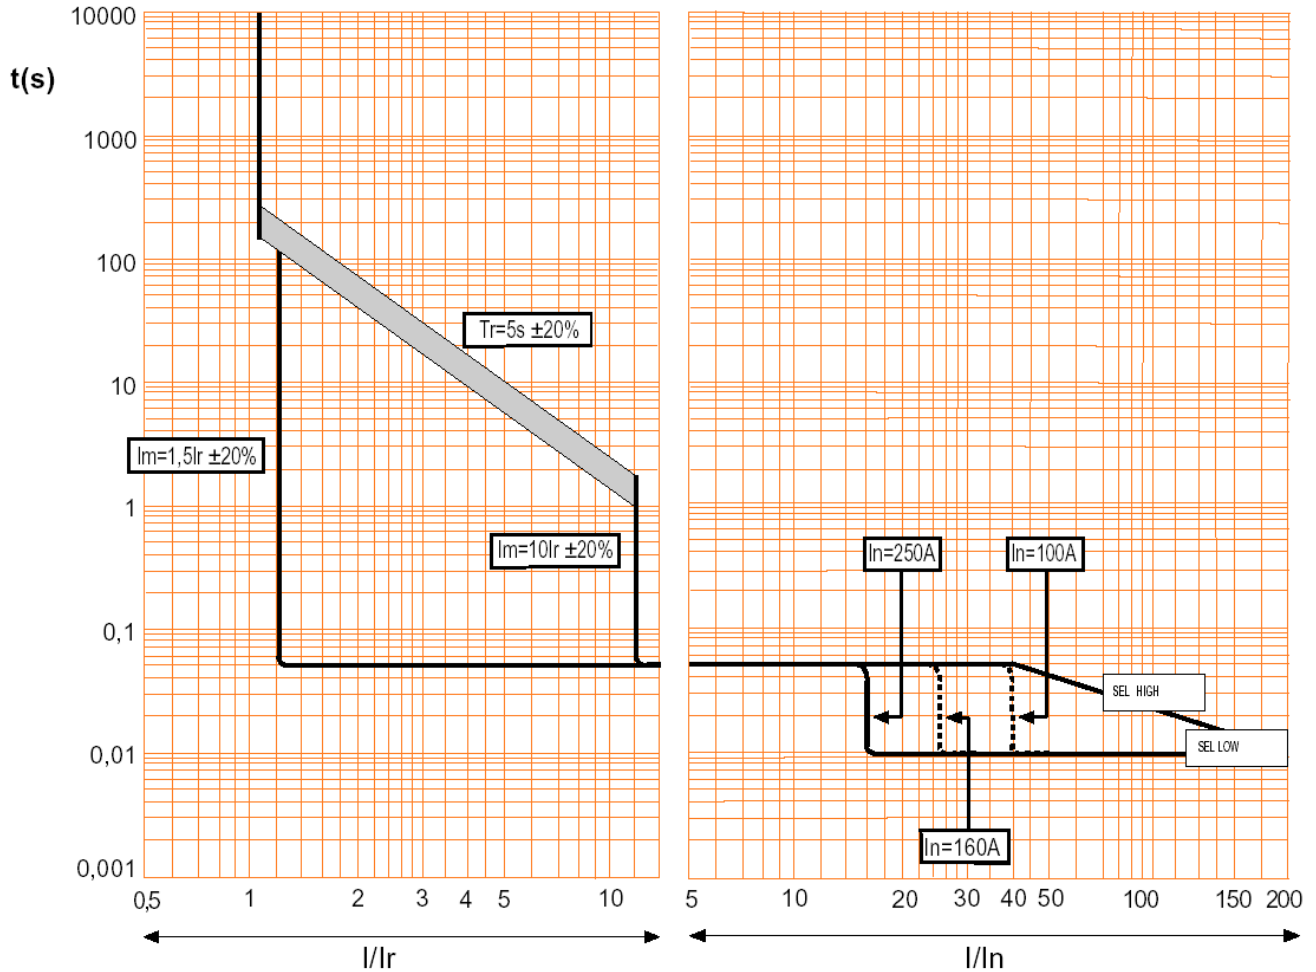 10000
t(s)
1000
100
10
1
0,1
0,01
0,001
Tr=5s ±20%
Im=1,5Ir ±20%
Im=10Ir ±20%
In=250A
In=100A
SEL HIGH
SEL LOW
In=160A
0,5 1 2 3 4 5 10
5 10 20 30 40 50 100 150 200
I/Ir
I/In